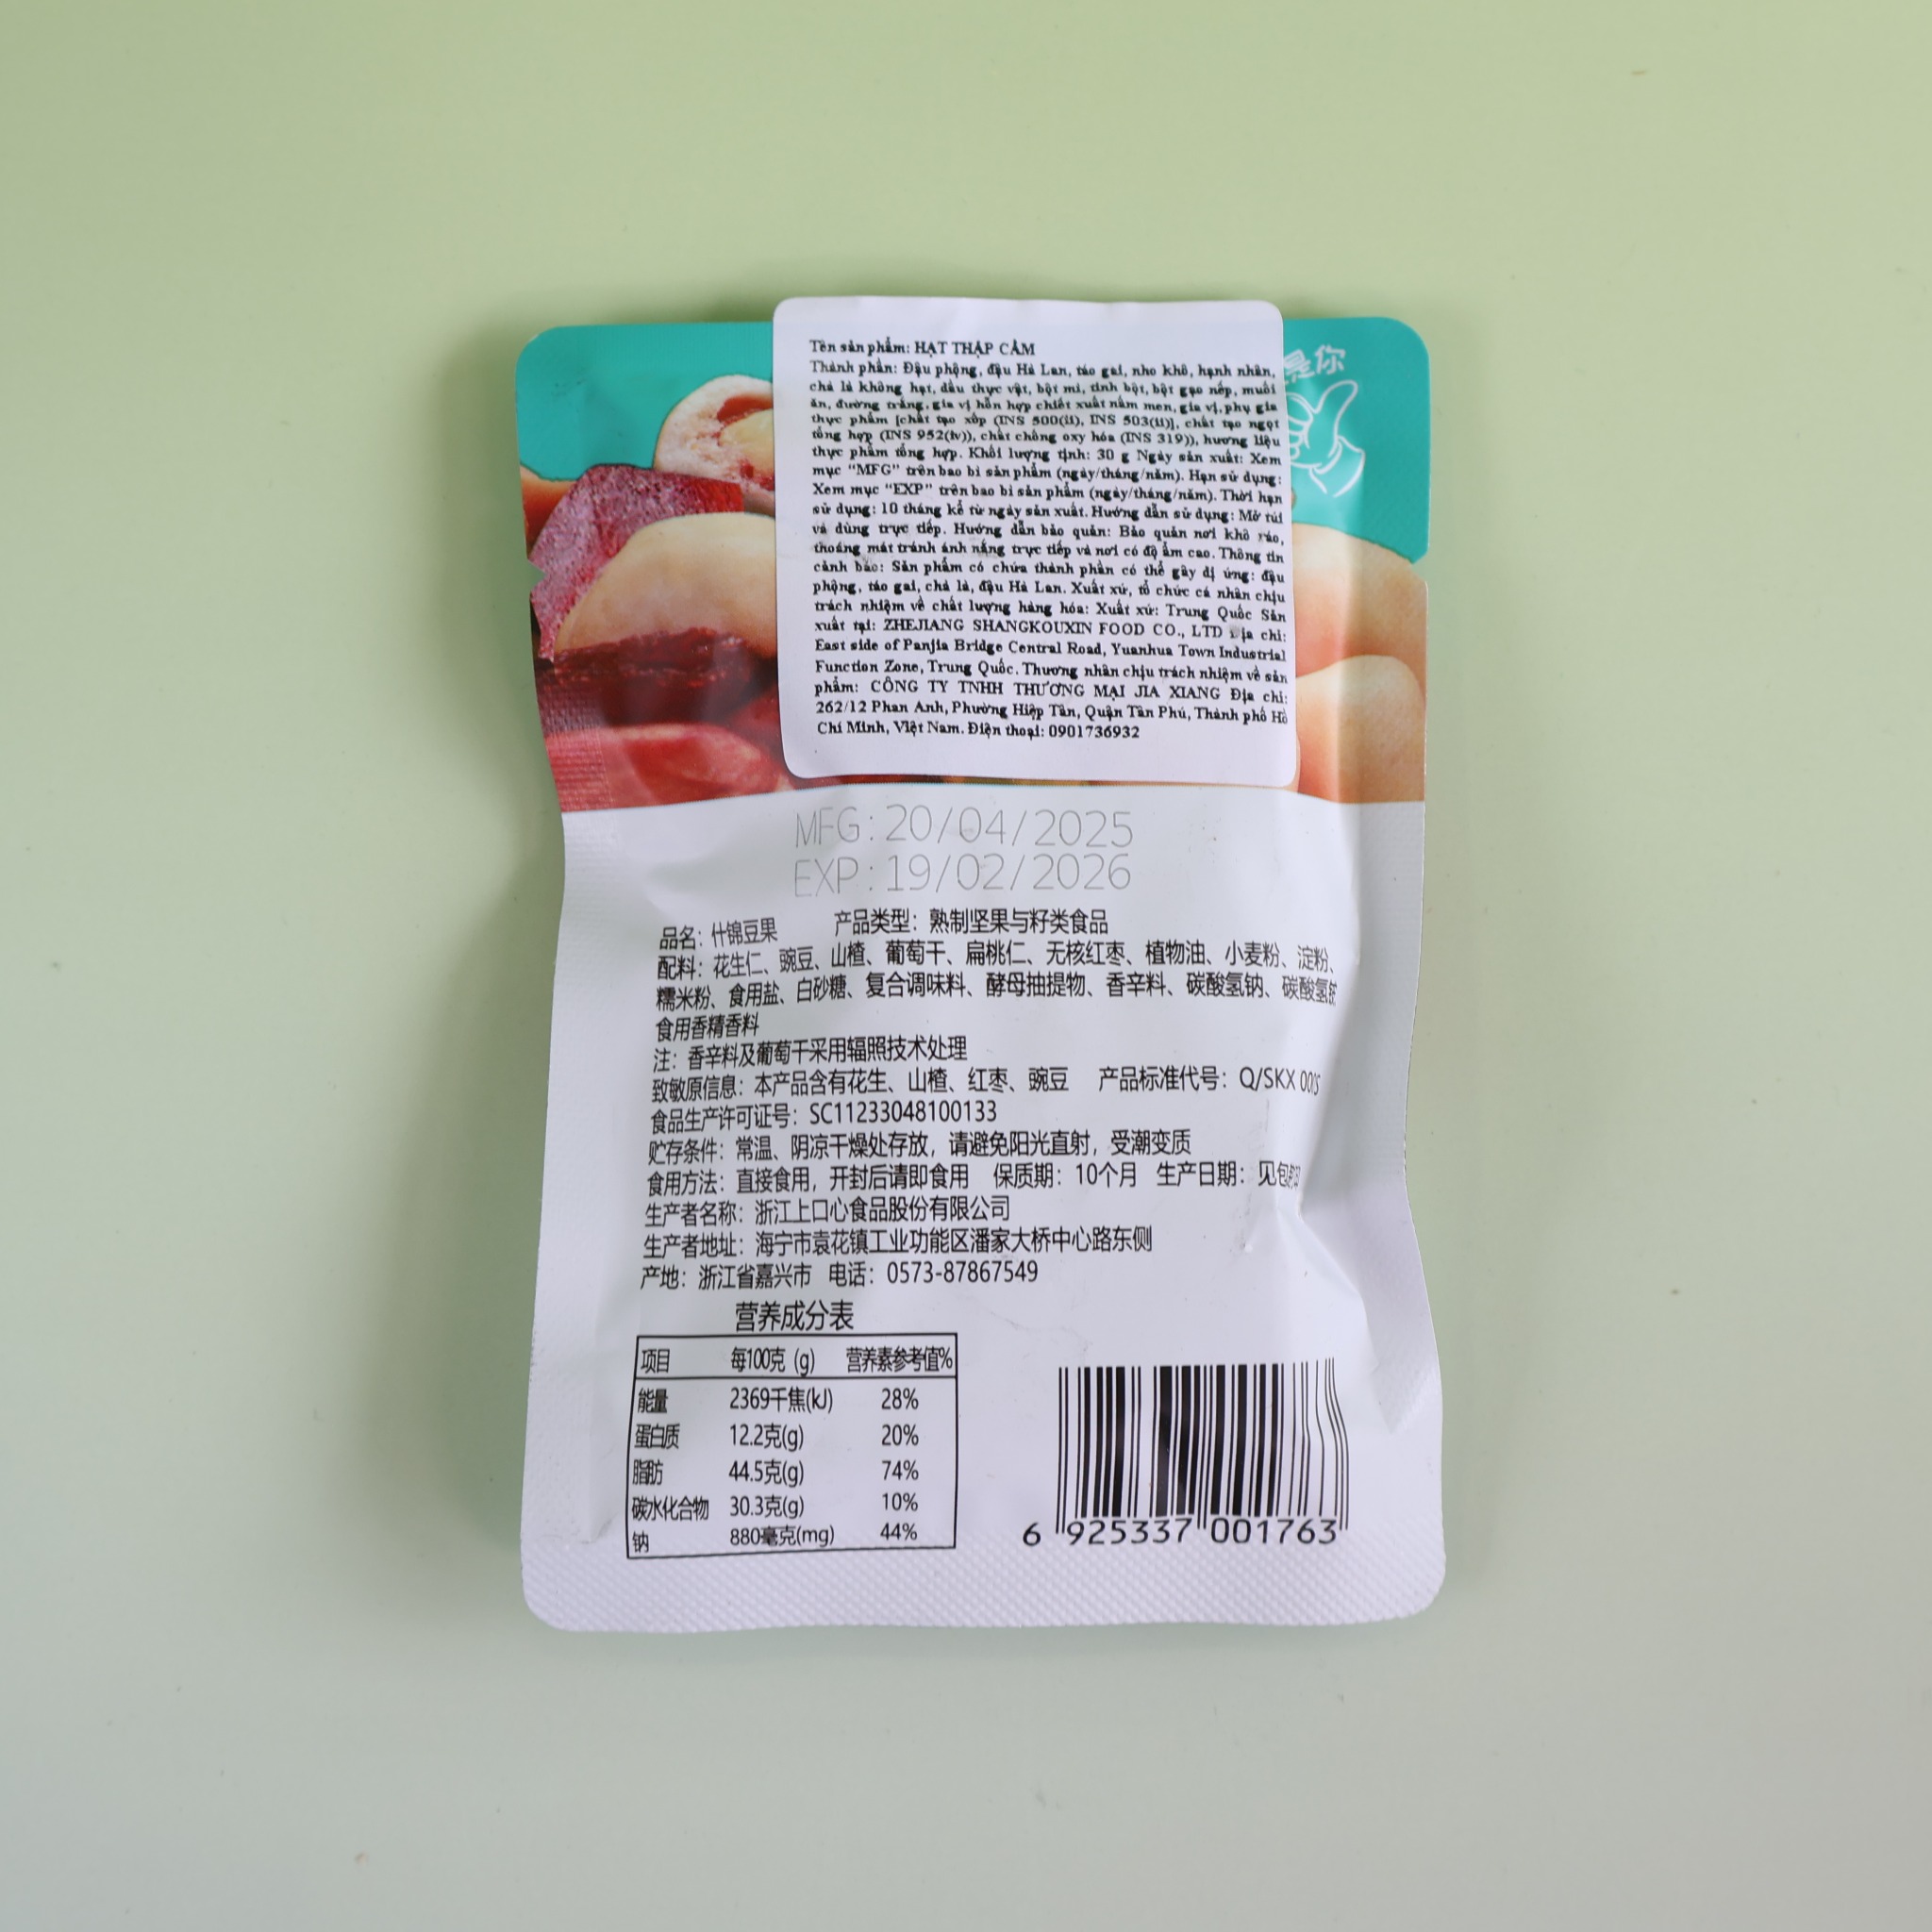 Tên sản phẩm: HẠT THẬP CẨM
Thành phần: Đậu phộng, đậu Hà Lan, táo gai, nho khô, hạnh nhân,
chà là không hạt, dầu thực vật, bột mì, tinh bột, bột gạo nếp, muối
ăn, đường trắng, gia vị hỗn hợp chiết xuất nấm men, gia vị, phụ gia
thực phẩm [chất tạo xốp (INS 500(ii), INS 503(ii)], chất tạo ngọt
tổng hợp (INS 952(iv)), chất chống oxy hóa (INS 319)), hương liệu
thực phẩm tổng hợp. Khối lượng tịnh: 30 g Ngày sản xuất: Xem
mục "MFG" trên bao bì sản phẩm (ngày/tháng/năm). Hạn sử dụng:
Xem mục "EXP" trên bao bì sản phẩm (ngày/tháng/năm). Thời hạn
sử dụng: 10 tháng kể từ ngày sản xuất. Hướng dẫn sử dụng: Mở túi
và dùng trực tiếp. Hướng dẫn bảo quản: Bảo quản nơi khô ráo,
thoáng mát tránh ánh nắng trực tiếp và nơi có độ ẩm cao. Thông tin
cảnh báo: Sản phẩm có chứa thành phần có thể gây dị ứng: đậu
phộng, táo gai, chà là, đậu Hà Lan. Xuất xứ, tổ chức cá nhân chịu
trách nhiệm về chất lượng hàng hóa: Xuất xứ: Trung Quốc Sản
xuất tại: ZHEJIANG SHANGKOUXIN FOOD CO., LTD Địa chỉ:
East side of Panjia Bridge Central Road, Yuanhua Town Industrial
Function Zone, Trung Quốc. Thương nhân chịu trách nhiệm về sản
phẩm: CÔNG TY TNHH THƯƠNG MẠI JIA XIANG Địa chỉ:
262/12 Phan Anh, Phường Hiệp Tân, Quận Tân Phú, Thành phố Hồ
Chí Minh, Việt Nam. Điện thoại: 0901736932
是你
MFG: 20/04/2025
EXP: 19/02/2026
品名：什锦豆果 产品类型：熟制坚果与籽类食品
配料：花生仁、豌豆、山楂、葡萄干、扁桃仁、无核红枣、植物油、小麦粉、淀粉、
糯米粉、食用盐、白砂糖、复合调味料、酵母抽提物、香辛料、碳酸氢钠、碳酸氢铵
食用香精香料
注：香辛料及葡萄干采用辐照技术处理
致敏原信息：本产品含有花生、山楂、红枣、豌豆 产品标准代号：Q/SKX
食品生产许可证号：SC11233048100133
贮存条件：常温、阴凉干燥处存放，请避免阳光直射，受潮变质
食用方法：直接食用，开封后请即食用 保质期：10个月 生产日期：见包
生产者名称：浙江上口心食品股份有限公司
生产者地址：海宁市袁花镇工业功能区潘家大桥中心路东侧
产地：浙江省嘉兴市 电话：0573-87867549
营养成分表
项目 每100克 (g) 营养素参考值%
能量 2369千焦(kJ) 28%
蛋白质 12.2克(g) 20%
脂肪 44.5克(g) 74%
碳水化合物 30.3克(g) 10%
钠 880毫克(mg) 44%
6 925337 001763